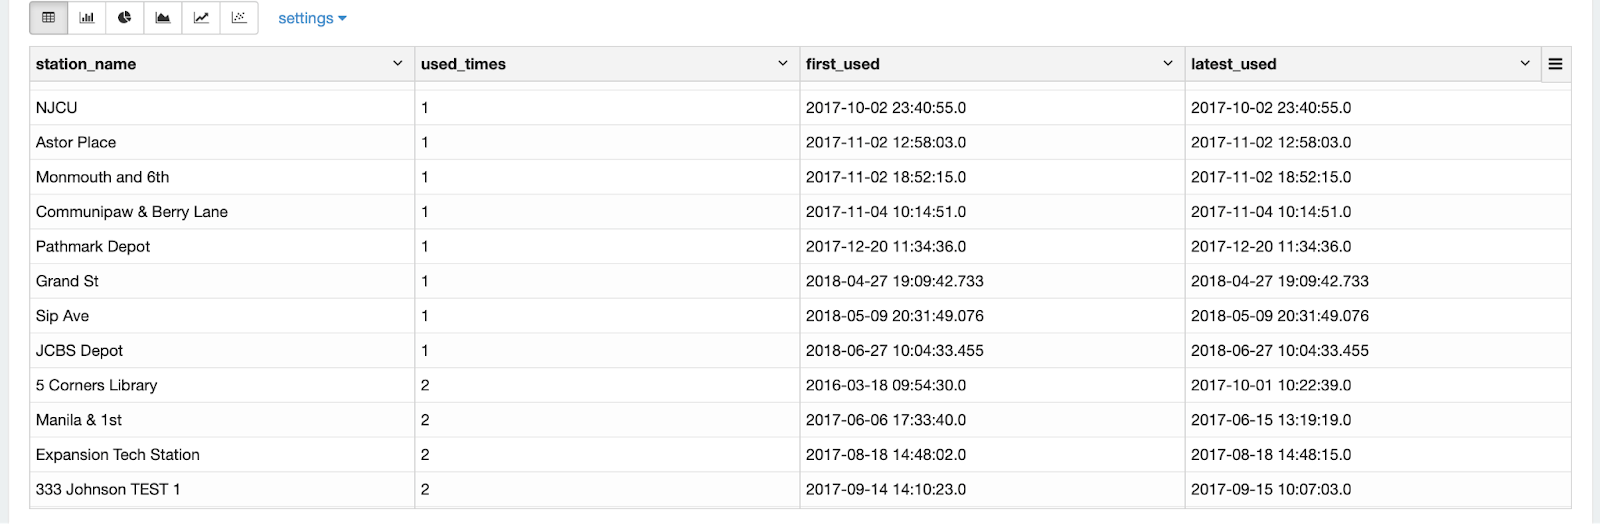 settings
station_name used_times first_used latest_used
NJCU 1 2017-10-02 23:40:55.0 2017-10-02 23:40:55.0
Astor Place 1 2017-11-02 12:58:03.0 2017-11-02 12:58:03.0
Monmouth and 6th 1 2017-11-02 18:52:15.0 2017-11-02 18:52:15.0
Communipaw & Berry Lane 1 2017-11-04 10:14:51.0 2017-11-04 10:14:51.0
Pathmark Depot 1 2017-12-20 11:34:36.0 2017-12-20 11:34:36.0
Grand St 1 2018-04-27 19:09:42.733 2018-04-27 19:09:42.733
Sip Ave 1 2018-05-09 20:31:49.076 2018-05-09 20:31:49.076
JCBS Depot 1 2018-06-27 10:04:33.455 2018-06-27 10:04:33.455
5 Corners Library 2 2016-03-18 09:54:30.0 2017-10-01 10:22:39.0
Manila & 1st 2 2017-06-06 17:33:40.0 2017-06-15 13:19:19.0
Expansion Tech Station 2 2017-08-18 14:48:02.0 2017-08-18 14:48:15.0
333 Johnson TEST 1 2 2017-09-14 14:10:23.0 2017-09-15 10:07:03.0